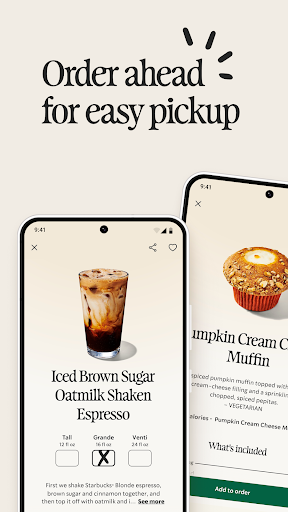 Order ahead
for easy pickup
9:41
Iced Brown Sugar
Oatmilk Shaken
Espresso
Tall
12 fl oz
Grande
16 fl oz
Venti
24 fl oz
X
First we shake Starbucks® Blonde espresso,
brown sugar and cinnamon together, and
then top it off with oatmilk and i... See more
9:41
umpkin Cream C
Muffin
spiced pumpkin muffin topped with
cream-cheese filling and a sprinklin
chopped, spiced pepitas.
– VEGETARIAN
alories • Pumpkin Cream Cheese M
What's included
Add to order